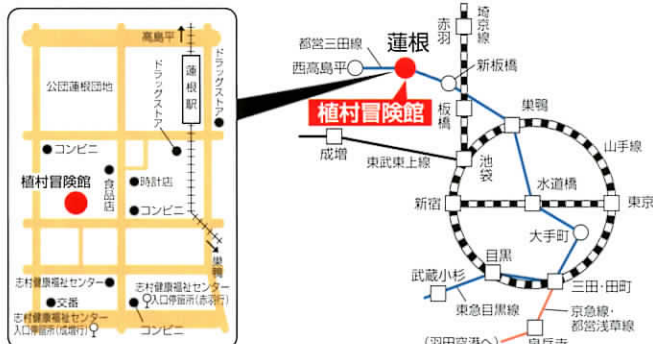 高島平
ドラッグストア
蓮根駅
公団蓮根団地
ドラッグストア
コンビニ
食品店
植村冒険館
時計店
コンビニ
巣鴨
志村健康福祉センター
志村健康福祉センター
入口停留所(赤羽行)
交番
志村健康福祉センター
入口停留所(成増行)
コンビニ
埼京線
赤羽
都営三田線
蓮根
西高島平
新板橋
植村冒険館
板橋
巣鴨
成増
山手線
池袋
東武東上線
水道橋
新宿
東京
大手町
目黒
武蔵小杉
三田・田町
東急目黒線
京急線・
都営浅草線
(羽田空港へ)
泉岳寺